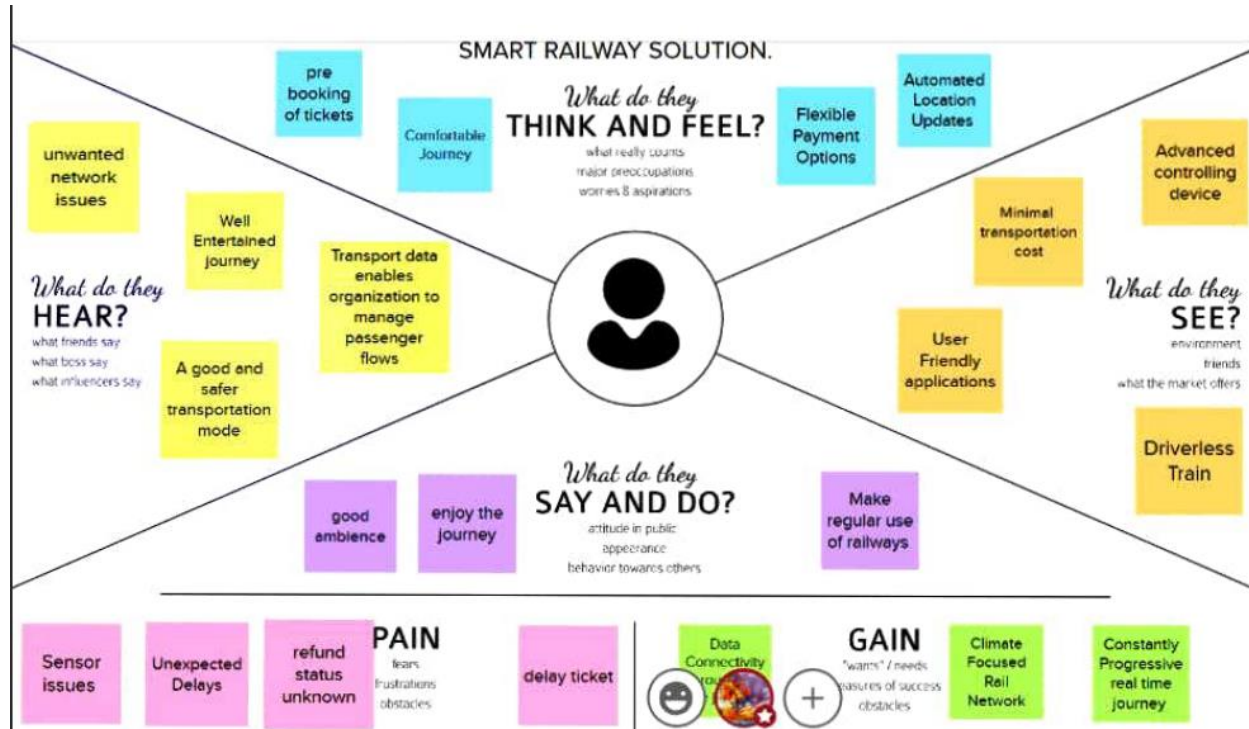 SMART RAILWAY SOLUTION.
pre
booking
of tickets
Comfortable
Journey
What do they
THINK AND FEEL?
what really counts
major preoccupations
worries & aspirations
Flexible
Payment
Options
Automated
Location
Updates
unwanted
network
issues
Well
Entertained
journey
Transport data
enables
organization to
manage
passenger
flows
What do they
HEAR?
what friends say
what boss say
what influencers say
A good and
safer
transportation
mode
Advanced
controlling
device
Minimal
transportation
cost
What do they
SEE?
environment
friends
what the market offers
User
Friendly
applications
Driverless
Train
good
ambience
enjoy the
journey
What do they
SAY AND DO?
attitude in public
appearance
behavior towards others
Make
regular use
of railways
Sensor
issues
Unexpected
Delays
refund
status
unknown
PAIN
fears
frustrations
obstacles
delay ticket
Data
Connectivity
GAIN
"wants" / needs
obstacles
Climate
Focused
Rail
Network
Constantly
Progressive
real time
journey